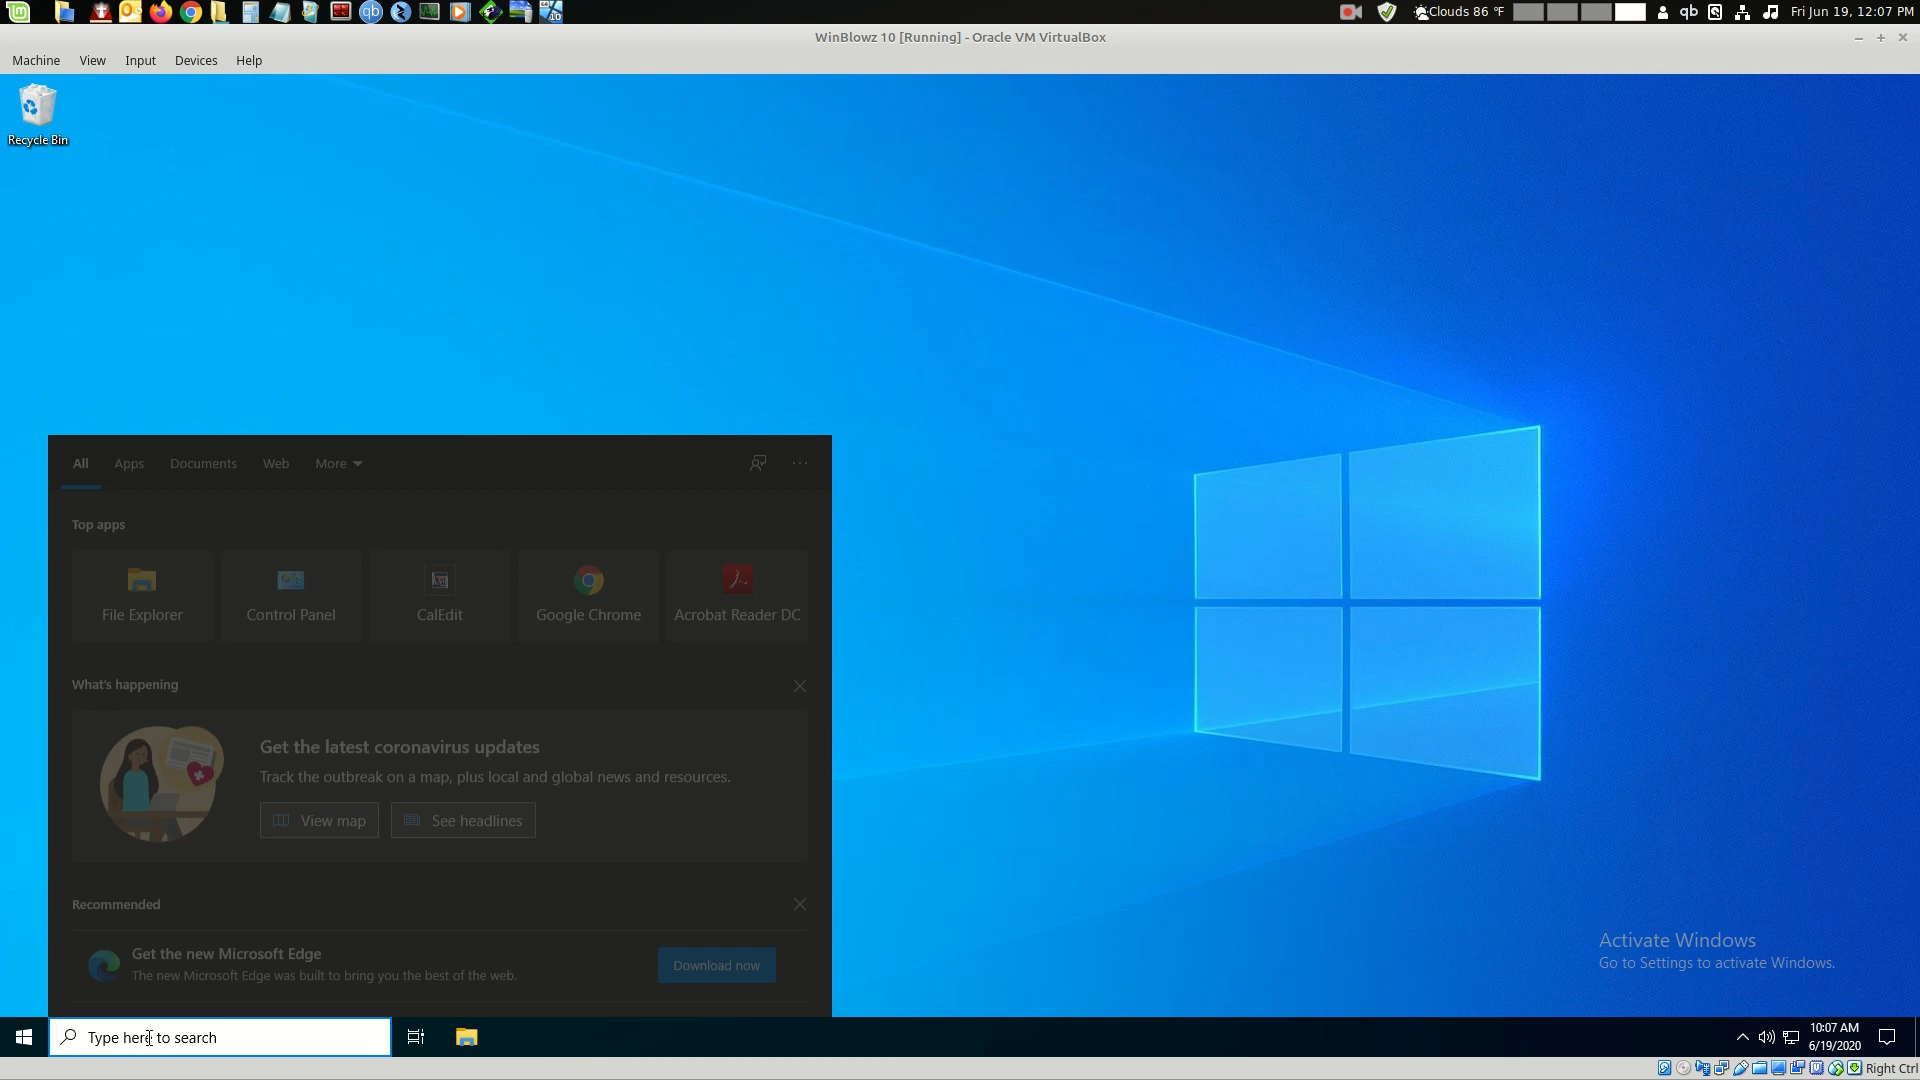 Clouds 86 °F
qb
Fri Jun 19, 12:07 PM
WinBlowz 10 [Running] - Oracle VM VirtualBox
Machine View Input Devices Help
Recycle Bin
All Apps Documents Web More
Top apps
File Explorer Control Panel CalEdit Google Chrome Acrobat Reader DC
What's happening
Get the latest coronavirus updates
Track the outbreak on a map, plus local and global news and resources.
View map See headlines
Recommended
Get the new Microsoft Edge
The new Microsoft Edge was built to bring you the best of the web.
Download now
Activate Windows
Go to Settings to activate Windows.
Type here to search
10:07 AM
6/19/2020
Right Ctrl